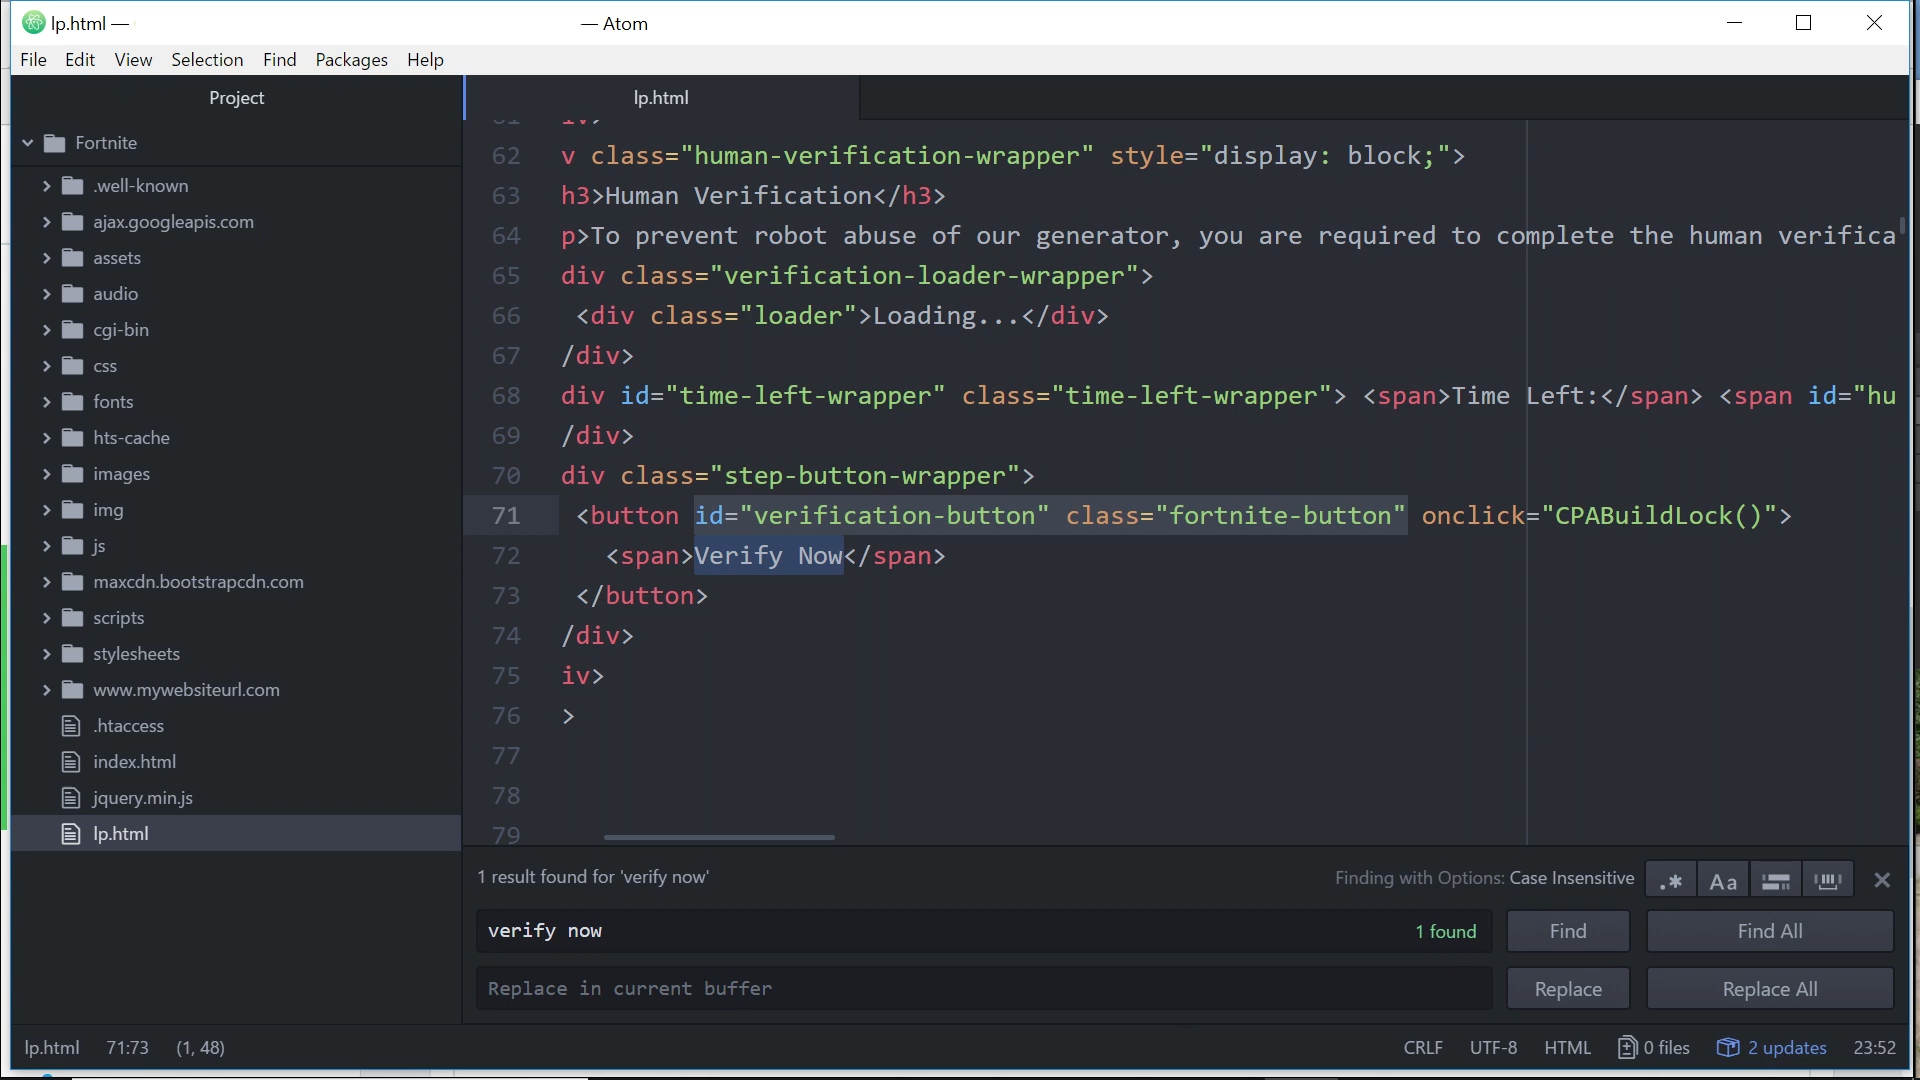 lp.html —
— Atom
File Edit View Selection Find Packages Help
Project
lp.html
Fortnite
.well-known
ajax.googleapis.com
assets
audio
cgi-bin
css
fonts
hts-cache
images
img
js
maxcdn.bootstrapcdn.com
scripts
stylesheets
www.mywebsiteurl.com
.htaccess
index.html
jquery.min.js
lp.html
62 v class="human-verification-wrapper" style="display: block;">
63 h3>Human Verification</h3>
64 p>To prevent robot abuse of our generator, you are required to complete the human verifica
65 div class="verification-loader-wrapper">
66 <div class="loader">Loading...</div>
67 /div>
68 div id="time-left-wrapper" class="time-left-wrapper"> <span>Time Left:</span> <span id="hu
69 /div>
70 div class="step-button-wrapper">
71 <button id="verification-button" class="fortnite-button" onclick="CPABuildLock()">
72 <span>Verify Now</span>
73 </button>
74 /div>
75 iv>
76 >
77
78
79
1 result found for 'verify now'
Finding with Options: Case Insensitive
.* Aa
verify now
1 found
Find
Find All
Replace in current buffer
Replace
Replace All
lp.html 71:73 (1, 48)
CRLF UTF-8 HTML 0 files 2 updates 23:52